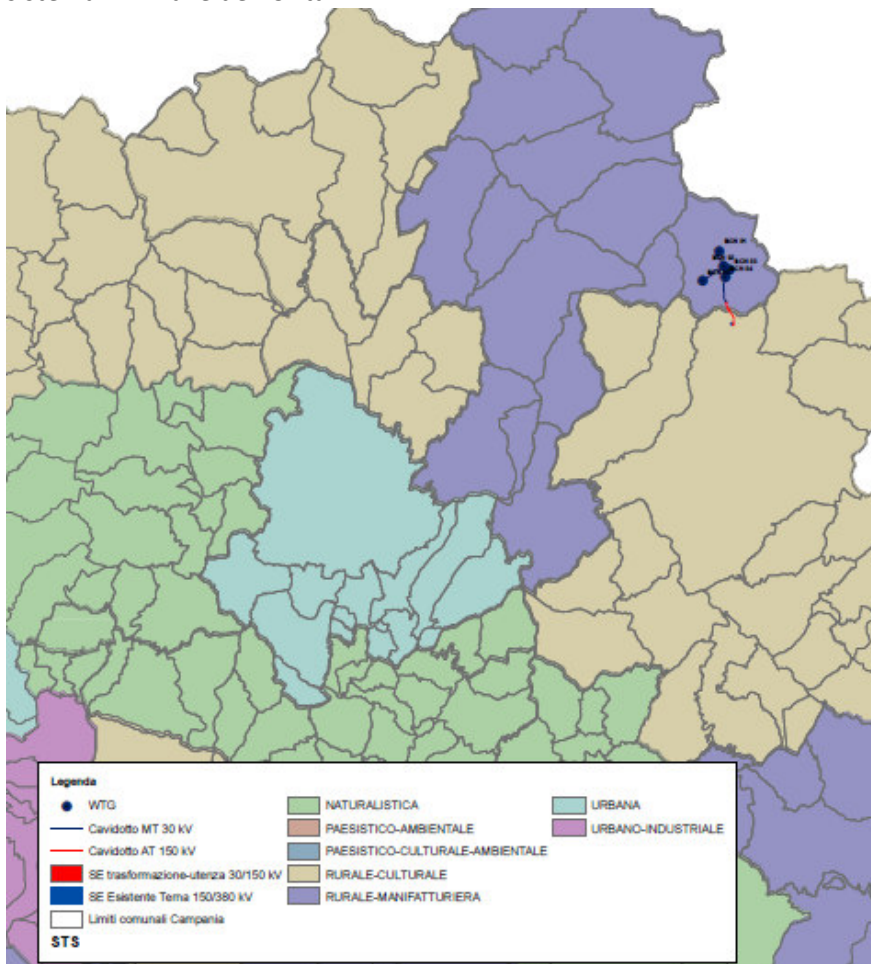 BCN 01
Legenda
WTG
Cavidotto MT 30 kV
Cavidotto AT 150 kV
SE trasformazione-utenza 30/150 kV
SE Esistente Terna 150/380 kV
Limiti comunali Campania
STS
NATURALISTICA
PAESISTICO-AMBIENTALE
PAESISTICO-CULTURALE-AMBIENTALE
RURALE-CULTURALE
RURALE-MANIFATTURIERA
URBANA
URBANO-INDUSTRIALE